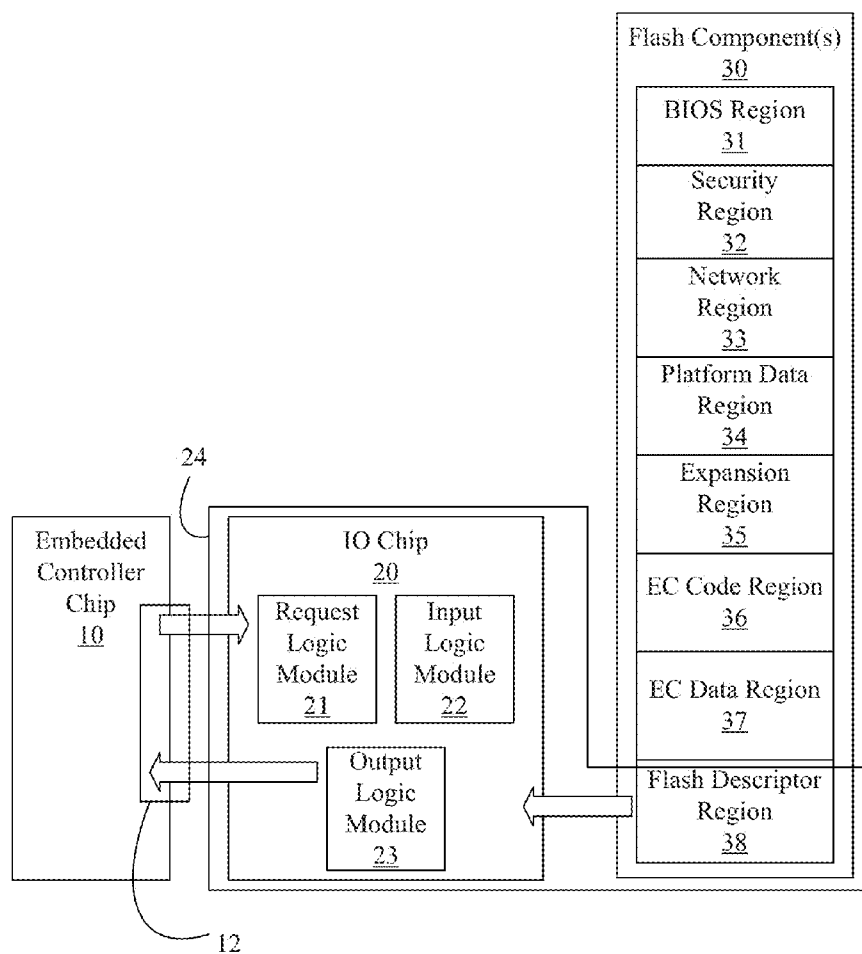 Flash Component(s)
30
BIOS Region
31
Security
Region
32
Network
Region
33
Platform Data
Region
34
Expansion
Region
35
EC Code Region
36
EC Data Region
37
Flash Descriptor
Region
38
24
Embedded
Controller
Chip
10
IO Chip
20
Request
Logic
Module
21
Input
Logic
Module
22
Output
Logic
Module
23
12